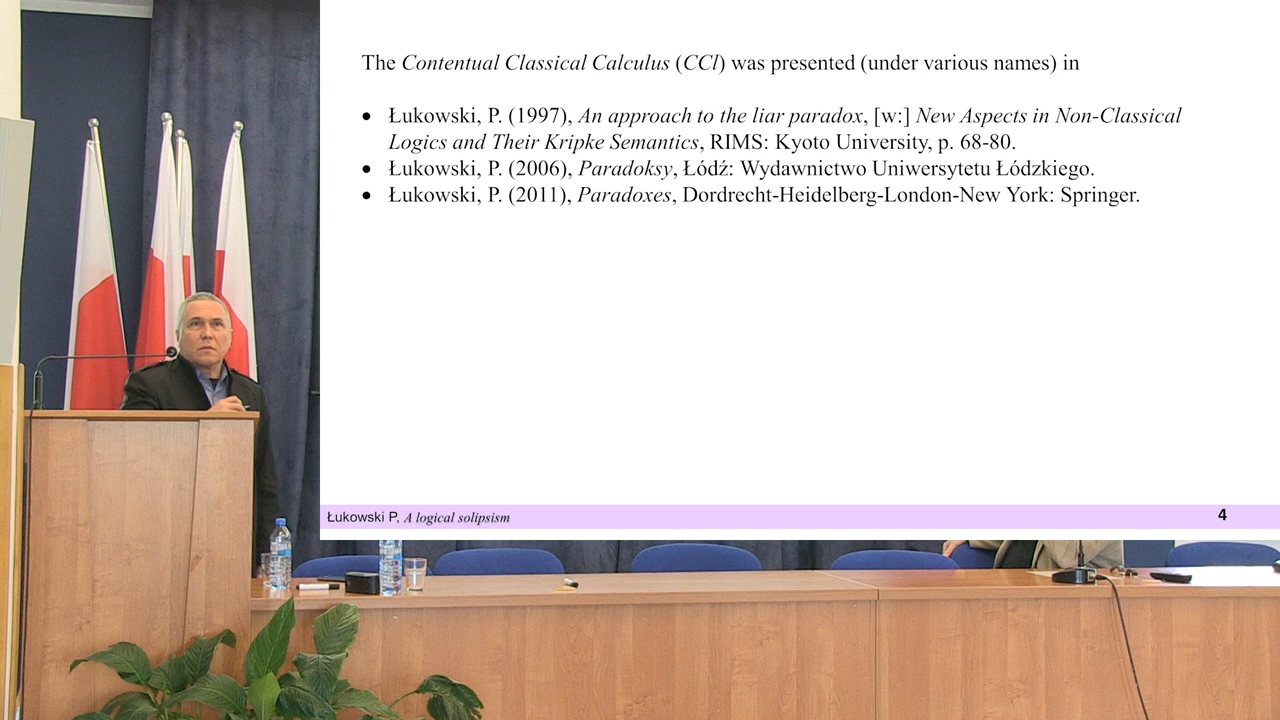 The Contentual Classical Calculus (CCl) was presented (under various names) in
• Łukowski, P. (1997), An approach to the liar paradox, [w:] New Aspects in Non-Classical
Logics and Their Kripke Semantics, RIMS: Kyoto University, p. 68-80.
• Łukowski, P. (2006), Paradoksy, Łódź: Wydawnictwo Uniwersytetu Łódzkiego.
• Łukowski, P. (2011), Paradoxes, Dordrecht-Heidelberg-London-New York: Springer.
Łukowski P, A logical solipsism 4